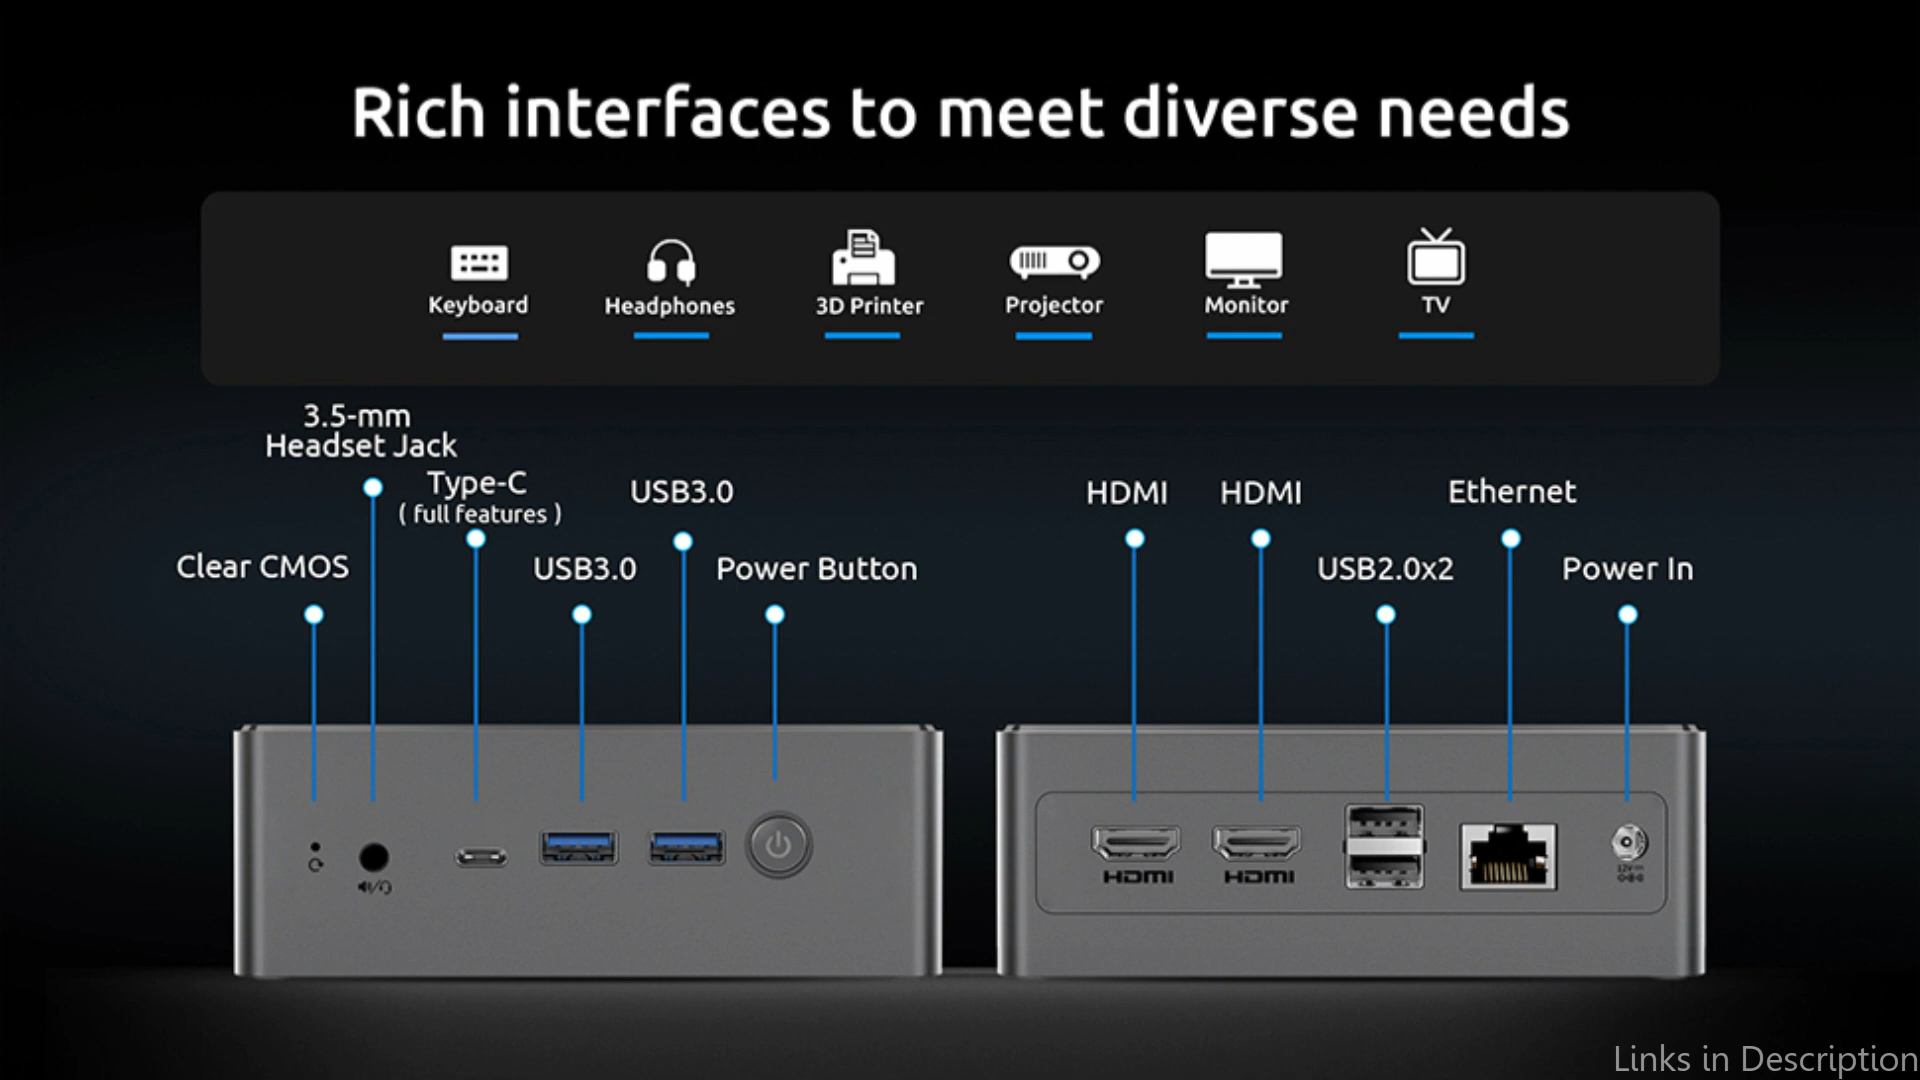 Rich interfaces to meet diverse needs
Keyboard
Headphones
3D Printer
Projector
Monitor
TV
3.5-mm
Headset Jack
Type-C
( full features )
USB3.0
Clear CMOS
USB3.0
Power Button
HDMI
HDMI
Ethernet
USB2.0x2
Power In
HDMI
HDMI
12V
Links in Description